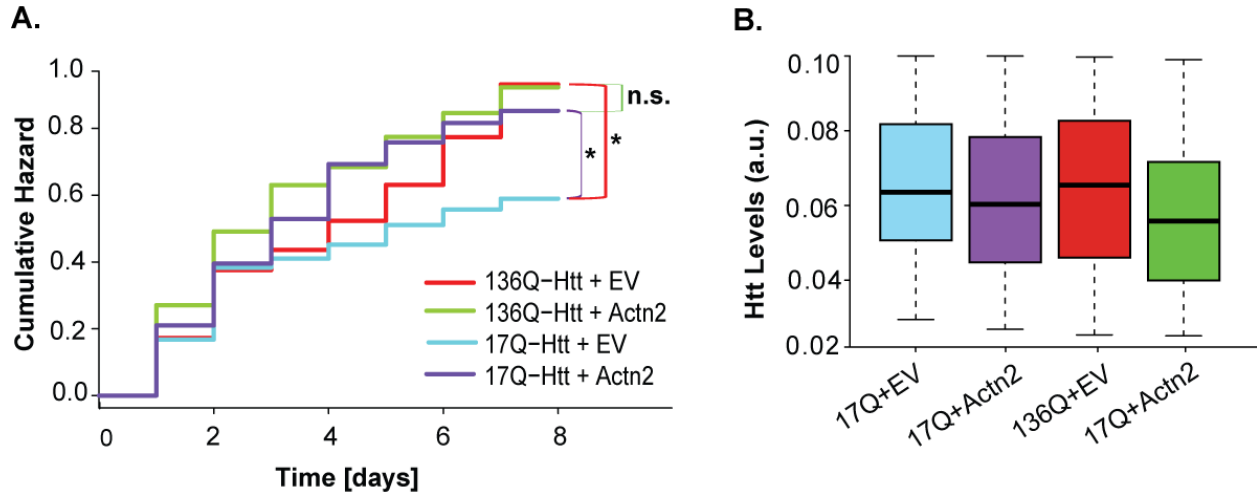 A.
Cumulative Hazard
1.0
0.8
0.6
0.4
0.2
0.0
0 2 4 6 8
Time [days]
n.s.
*
*
136Q-Htt + EV
136Q-Htt + Actn2
17Q-Htt + EV
17Q-Htt + Actn2
B.
Htt Levels (a.u.)
0.10
0.08
0.06
0.04
0.02
17Q+EV
17Q+Actn2
136Q+EV
17Q+Actn2